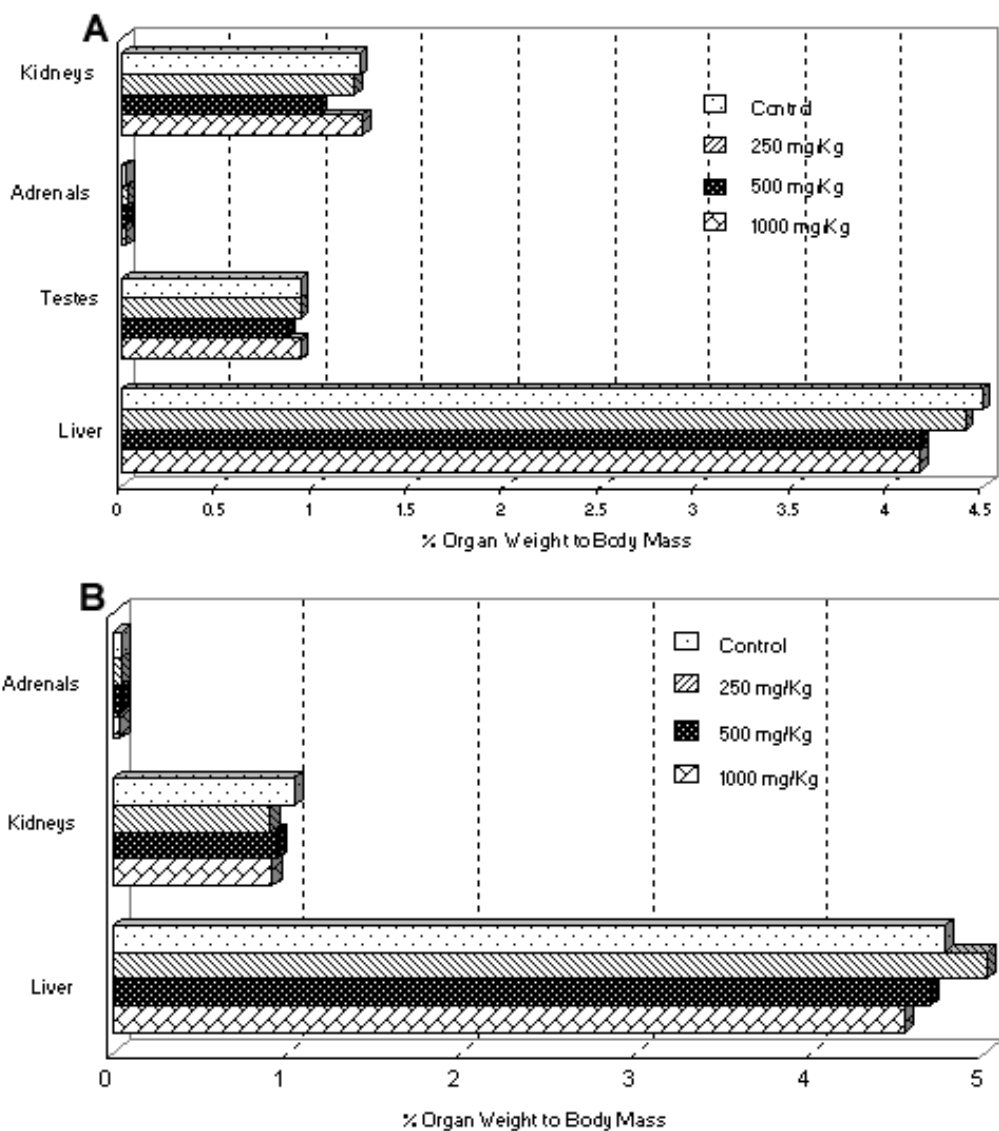 A
Kidneys
Adrenals
Testes
Liver
Control
250 mg/Kg
500 mg/Kg
1000 mg/Kg
0 0.5 1 1.5 2 2.5 3 3.5 4 4.5
% Organ Weight to Body Mass
B
Adrenals
Kidneys
Liver
Control
250 mg/Kg
500 mg/Kg
1000 mg/Kg
0 1 2 3 4 5
% Organ Weight to Body Mass